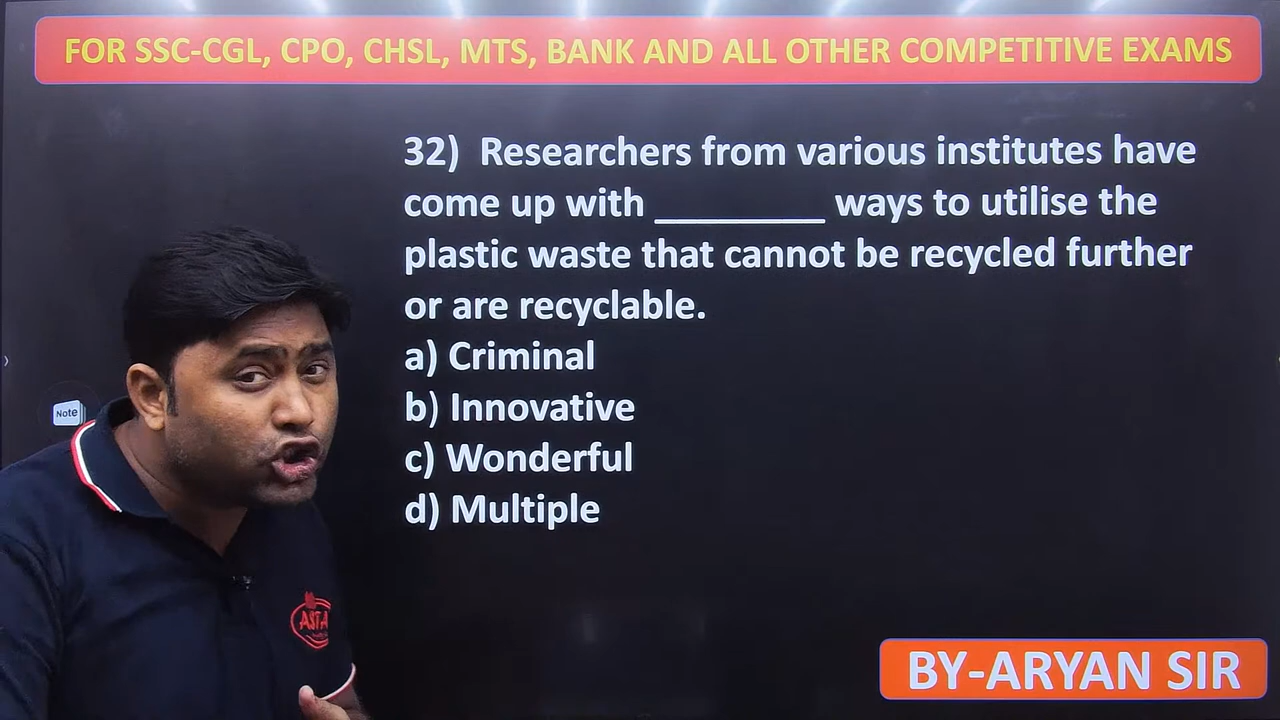 FOR SSC-CGL, CPO, CHSL, MTS, BANK AND ALL OTHER COMPETITIVE EXAMS
32) Researchers from various institutes have
come up with ________ ways to utilise the
plastic waste that cannot be recycled further
or are recyclable.
a) Criminal
b) Innovative
c) Wonderful
d) Multiple
Note
BY-ARYAN SIR